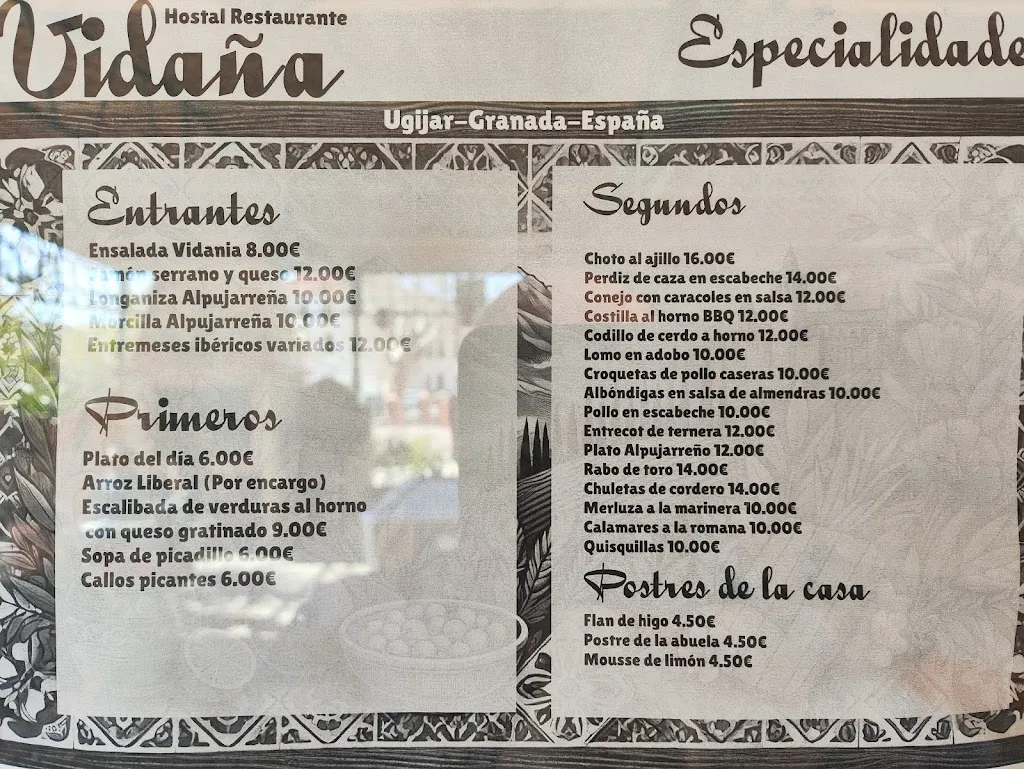 Hostal Restaurante
Vidaña
Especialidade
Ugijar-Granada-España
Entrantes
Ensalada Vidania 8.00€
Jamón serrano y queso 12.00€
Longaniza Alpujarreña 10.00€
Morcilla Alpujarreña 10.00€
Entremeses ibéricos variados 12.00€
Primeros
Plato del día 6.00€
Arroz Liberal (Por encargo)
Escalibada de verduras al horno
con queso gratinado 9.00€
Sopa de picadillo 6.00€
Callos picantes 6.00€
Segundos
Choto al ajillo 16.00€
Perdiz de caza en escabeche 14.00€
Conejo con caracoles en salsa 12.00€
Costilla al horno BBQ 12.00€
Codillo de cerdo a horno 12.00€
Lomo en adobo 10.00€
Croquetas de pollo caseras 10.00€
Albóndigas en salsa de almendras 10.00€
Pollo en escabeche 10.00€
Entrecot de ternera 12.00€
Plato Alpujarreño 12.00€
Rabo de toro 14.00€
Chuletas de cordero 14.00€
Merluza a la marinera 10.00€
Calamares a la romana 10.00€
Quisquillas 10.00€
Postres de la casa
Flan de higo 4.50€
Postre de la abuela 4.50€
Mousse de limón 4.50€